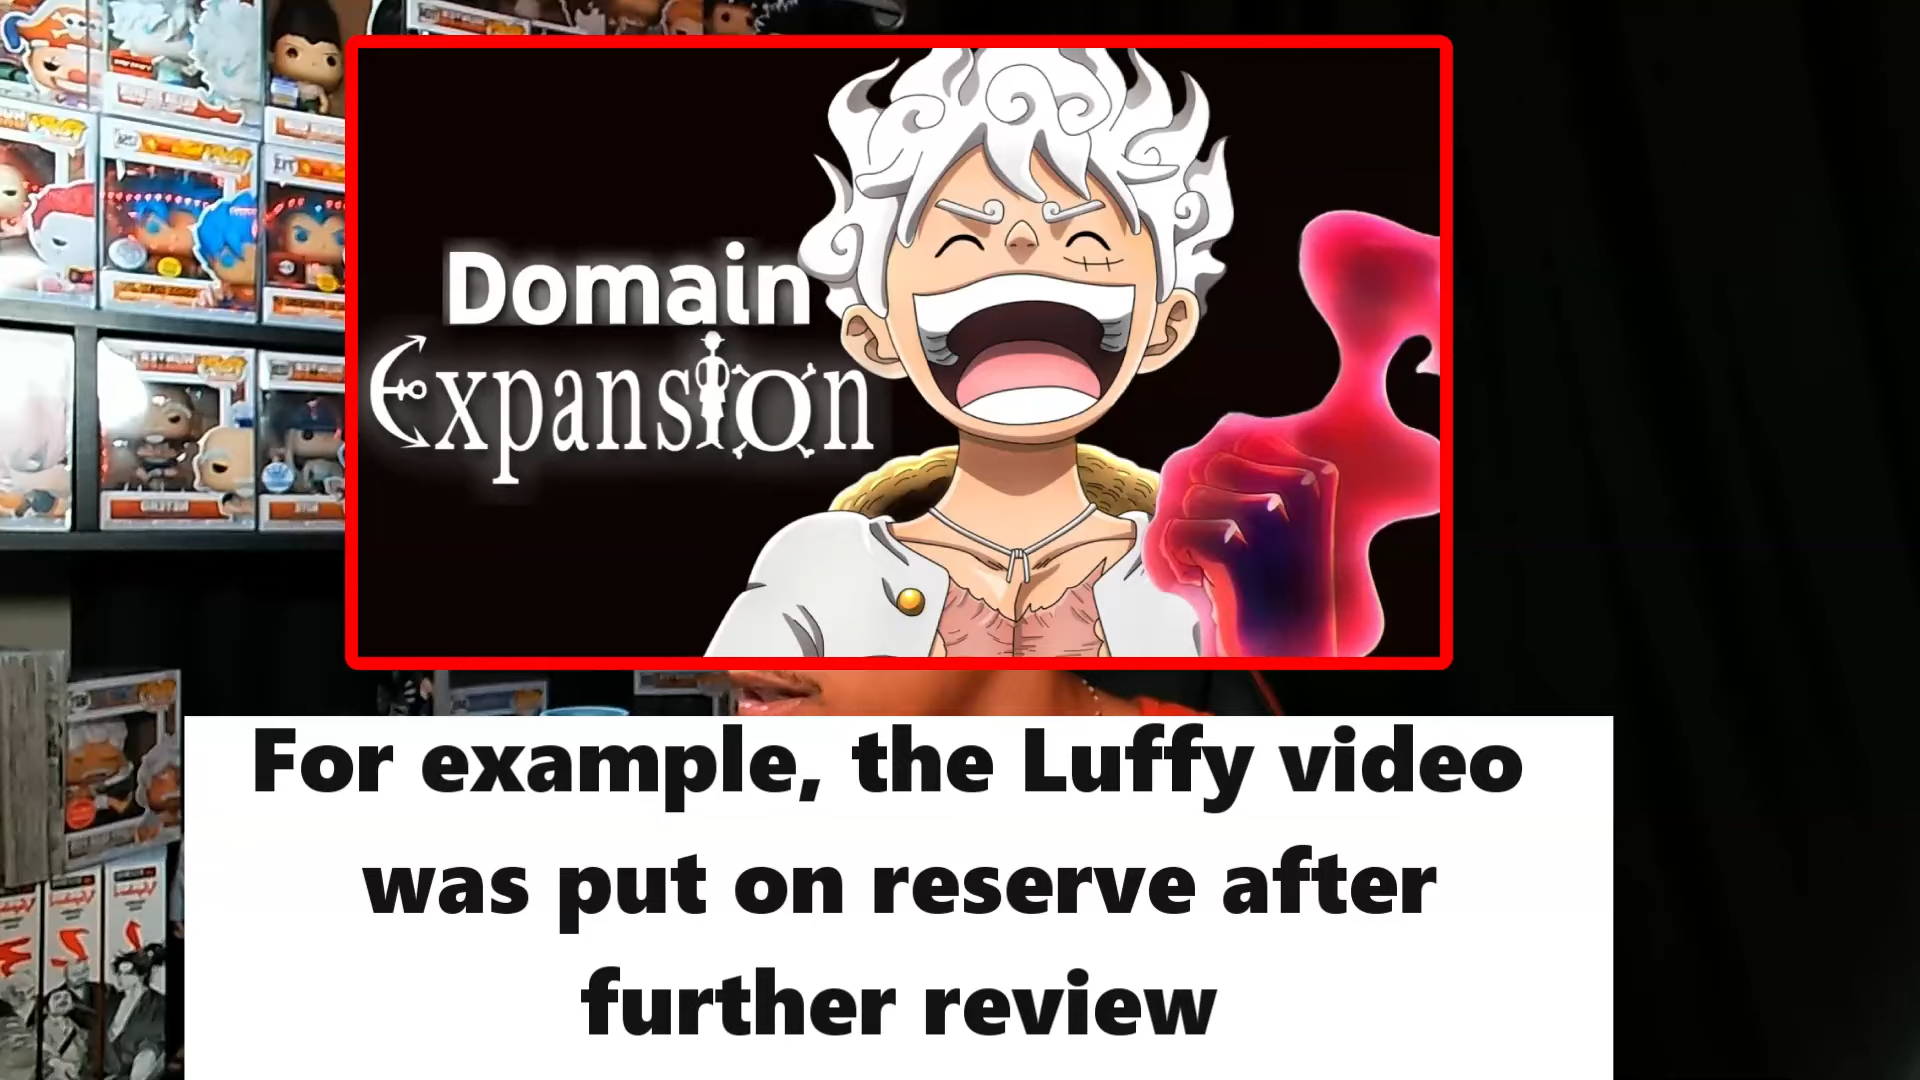 Domain
Expansion
For example, the Luffy video
was put on reserve after
further review